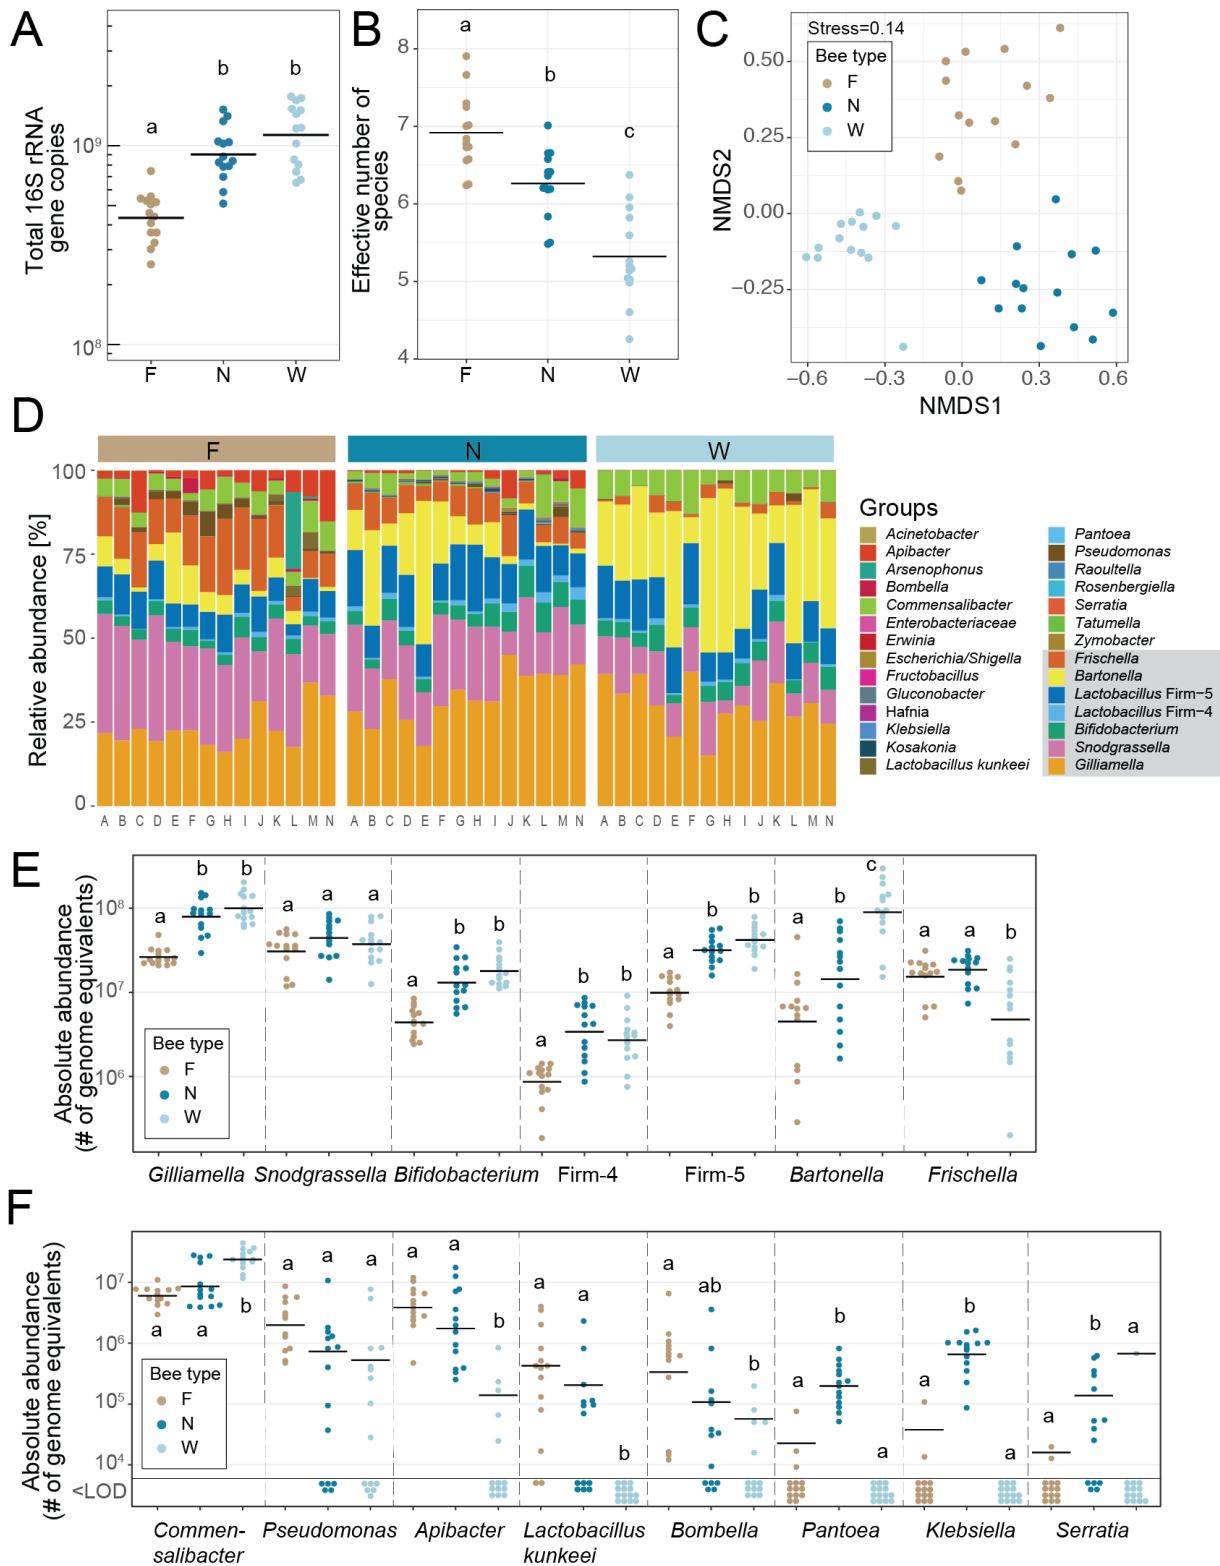 A
Total 16S rRNA
gene copies
10⁹
10⁸
a
b
b
F
N
W
B
Effective number of
species
8
7
6
5
4
a
b
c
F
N
W
C
Stress=0.14
Bee type
F
N
W
NMDS2
0.50
0.25
0.00
−0.25
−0.6
−0.3
0.0
0.3
0.6
NMDS1
D
F
N
W
Relative abundance [%]
100
75
50
25
0
A B C D E F G H I J K L M N
A B C D E F G H I J K L M N
A B C D E F G H I J K L M N
Groups
Acinetobacter
Apibacter
Arsenophonus
Bombella
Commensalibacter
Enterobacteriaceae
Erwinia
Escherichia/Shigella
Fructobacillus
Gluconobacter
Hafnia
Klebsiella
Kosakonia
Lactobacillus kunkeei
Pantoea
Pseudomonas
Raoultella
Rosenbergiella
Serratia
Tatumella
Zymobacter
Frischella
Bartonella
Lactobacillus Firm−5
Lactobacillus Firm−4
Bifidobacterium
Snodgrassella
Gilliamella
E
Absolute abundance
(# of genome equivalents)
10⁸
10⁷
10⁶
a b b
a a a
a b b
a b b
a b b
a b c
a a b
Bee type
F
N
W
Gilliamella
Snodgrassella
Bifidobacterium
Firm-4
Firm-5
Bartonella
Frischella
F
Absolute abundance
(# of genome equivalents)
10⁷
10⁶
10⁵
10⁴
<LOD
a a b
a a a
a a b
a a b
a ab b
a b a
a b a
a b a
Bee type
F
N
W
Commen-
salibacter
Pseudomonas
Apibacter
Lactobacillus
kunkeei
Bombella
Pantoea
Klebsiella
Serratia